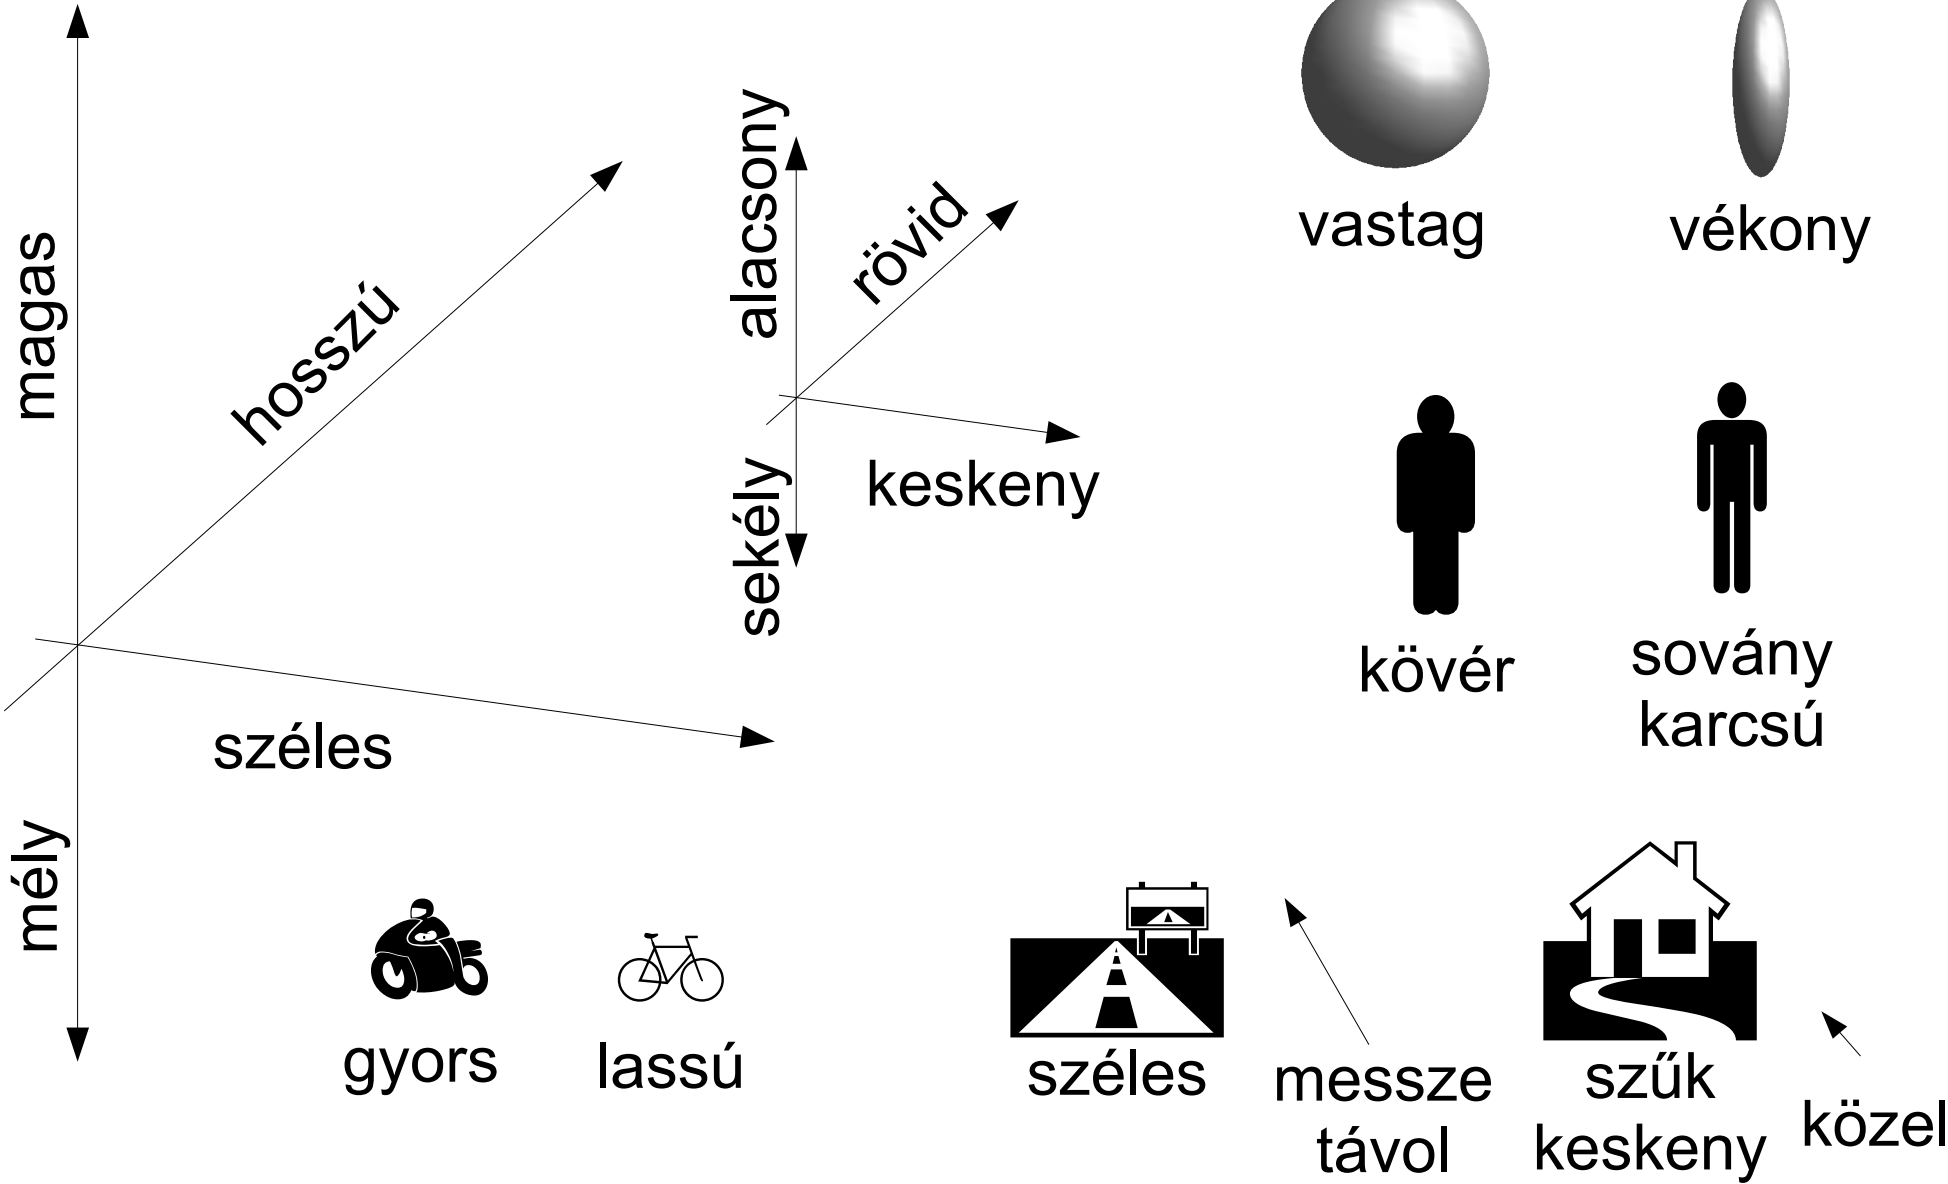 magas
hosszú
széles
mély
alacsony
rövid
keskeny
sekély
vastag
vékony
kövér
sovány
karcsú
gyors
lassú
széles
messze
távol
szűk
keskeny
közel